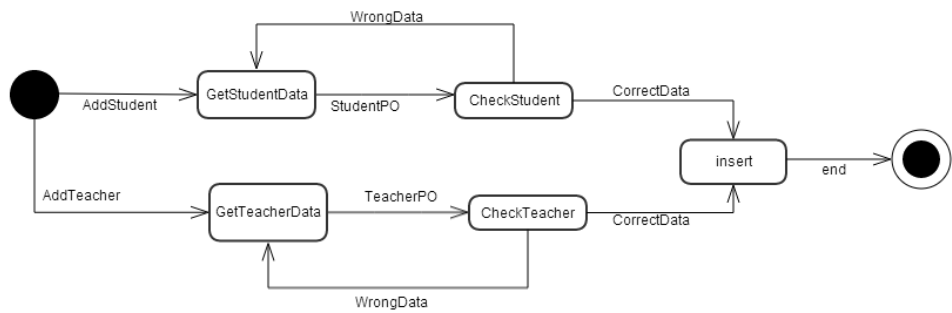 WrongData
GetStudentData
CheckStudent
CorrectData
AddStudent
StudentPO
insert
end
AddTeacher
TeacherPO
GetTeacherData
CheckTeacher
CorrectData
WrongData